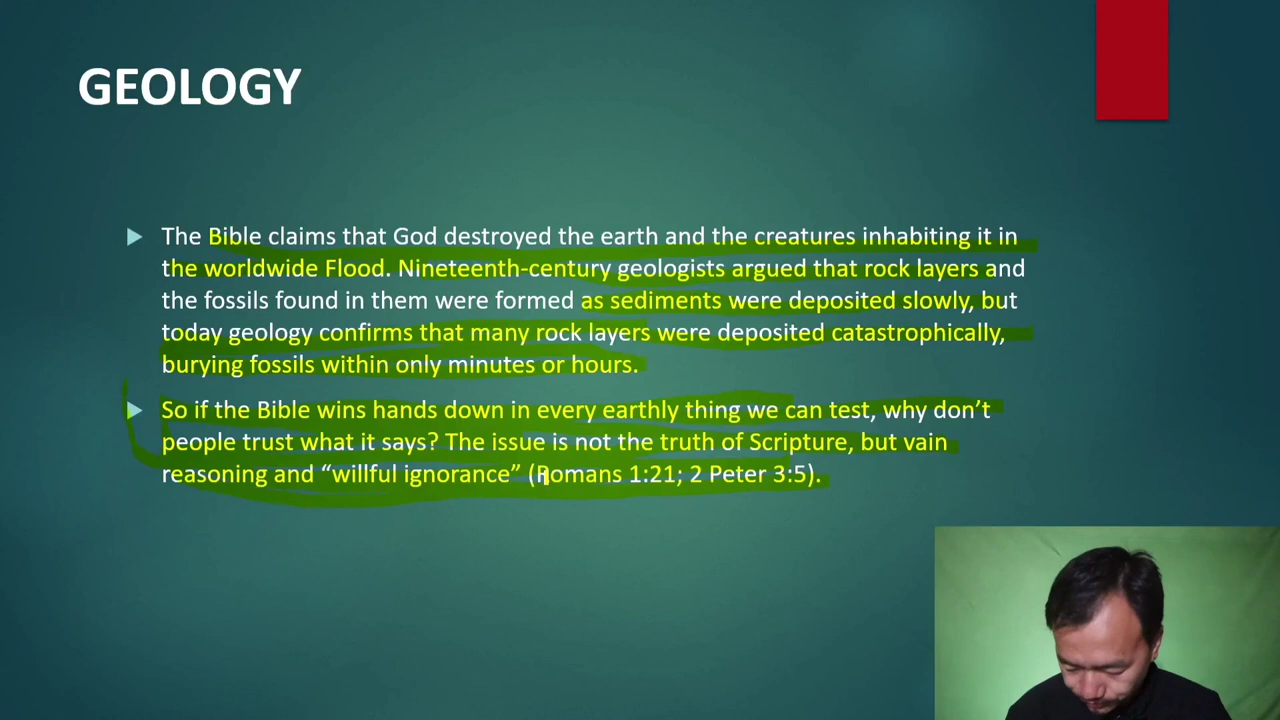 GEOLOGY
The Bible claims that God destroyed the earth and the creatures inhabiting it in
the worldwide Flood. Nineteenth-century geologists argued that rock layers and
the fossils found in them were formed as sediments were deposited slowly, but
today geology confirms that many rock layers were deposited catastrophically,
burying fossils within only minutes or hours.
So if the Bible wins hands down in every earthly thing we can test, why don’t
people trust what it says? The issue is not the truth of Scripture, but vain
reasoning and “willful ignorance” (Romans 1:21; 2 Peter 3:5).